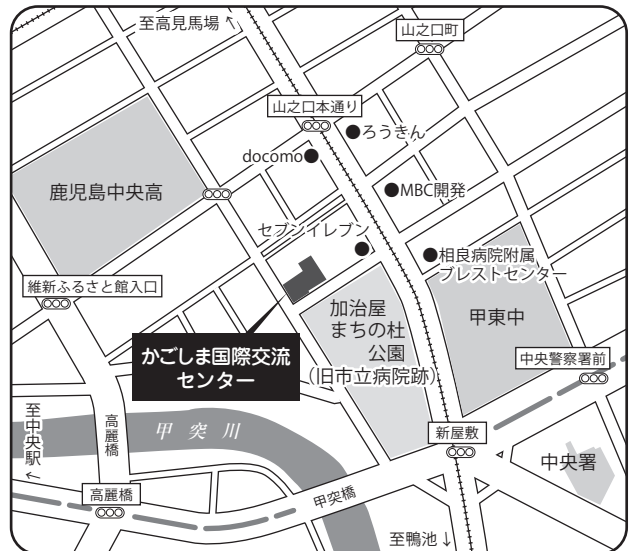 至高見馬場↖
山之口町
山之口本通り
ろうきん
docomo
MBC開発
鹿児島中央高
セブンイレブン
相良病院附属
ブレストセンター
維新ふるさと館入口
加治屋
まちの杜
公園
(旧市立病院跡)
甲東中
かごしま国際交流
センター
中央警察署前
至中央駅←
高麗橋
甲突川
新屋敷
中央署
高麗橋
甲突橋
至鴨池↓